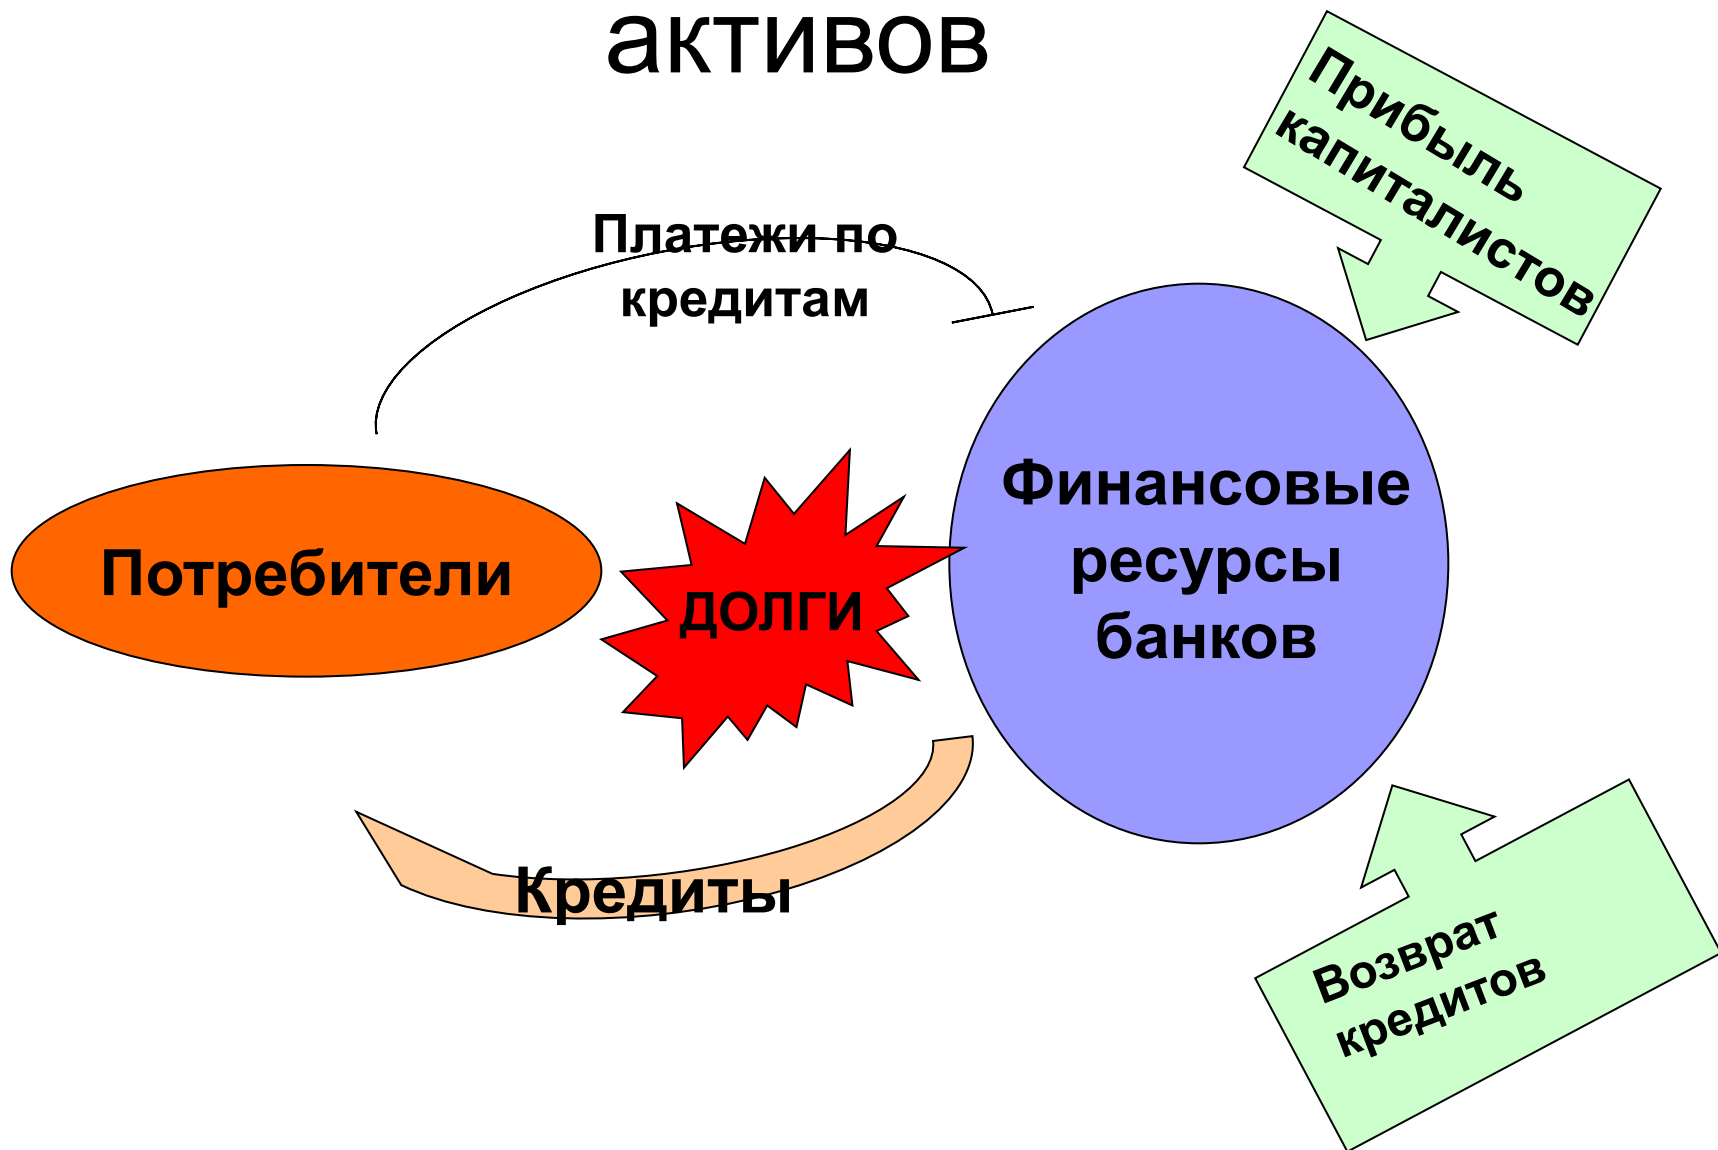 активов
Прибыль
капиталистов
Платежи по
кредитам
Потребители
ДОЛГИ
Финансовые
ресурсы
банков
Кредиты
Возврат
кредитов